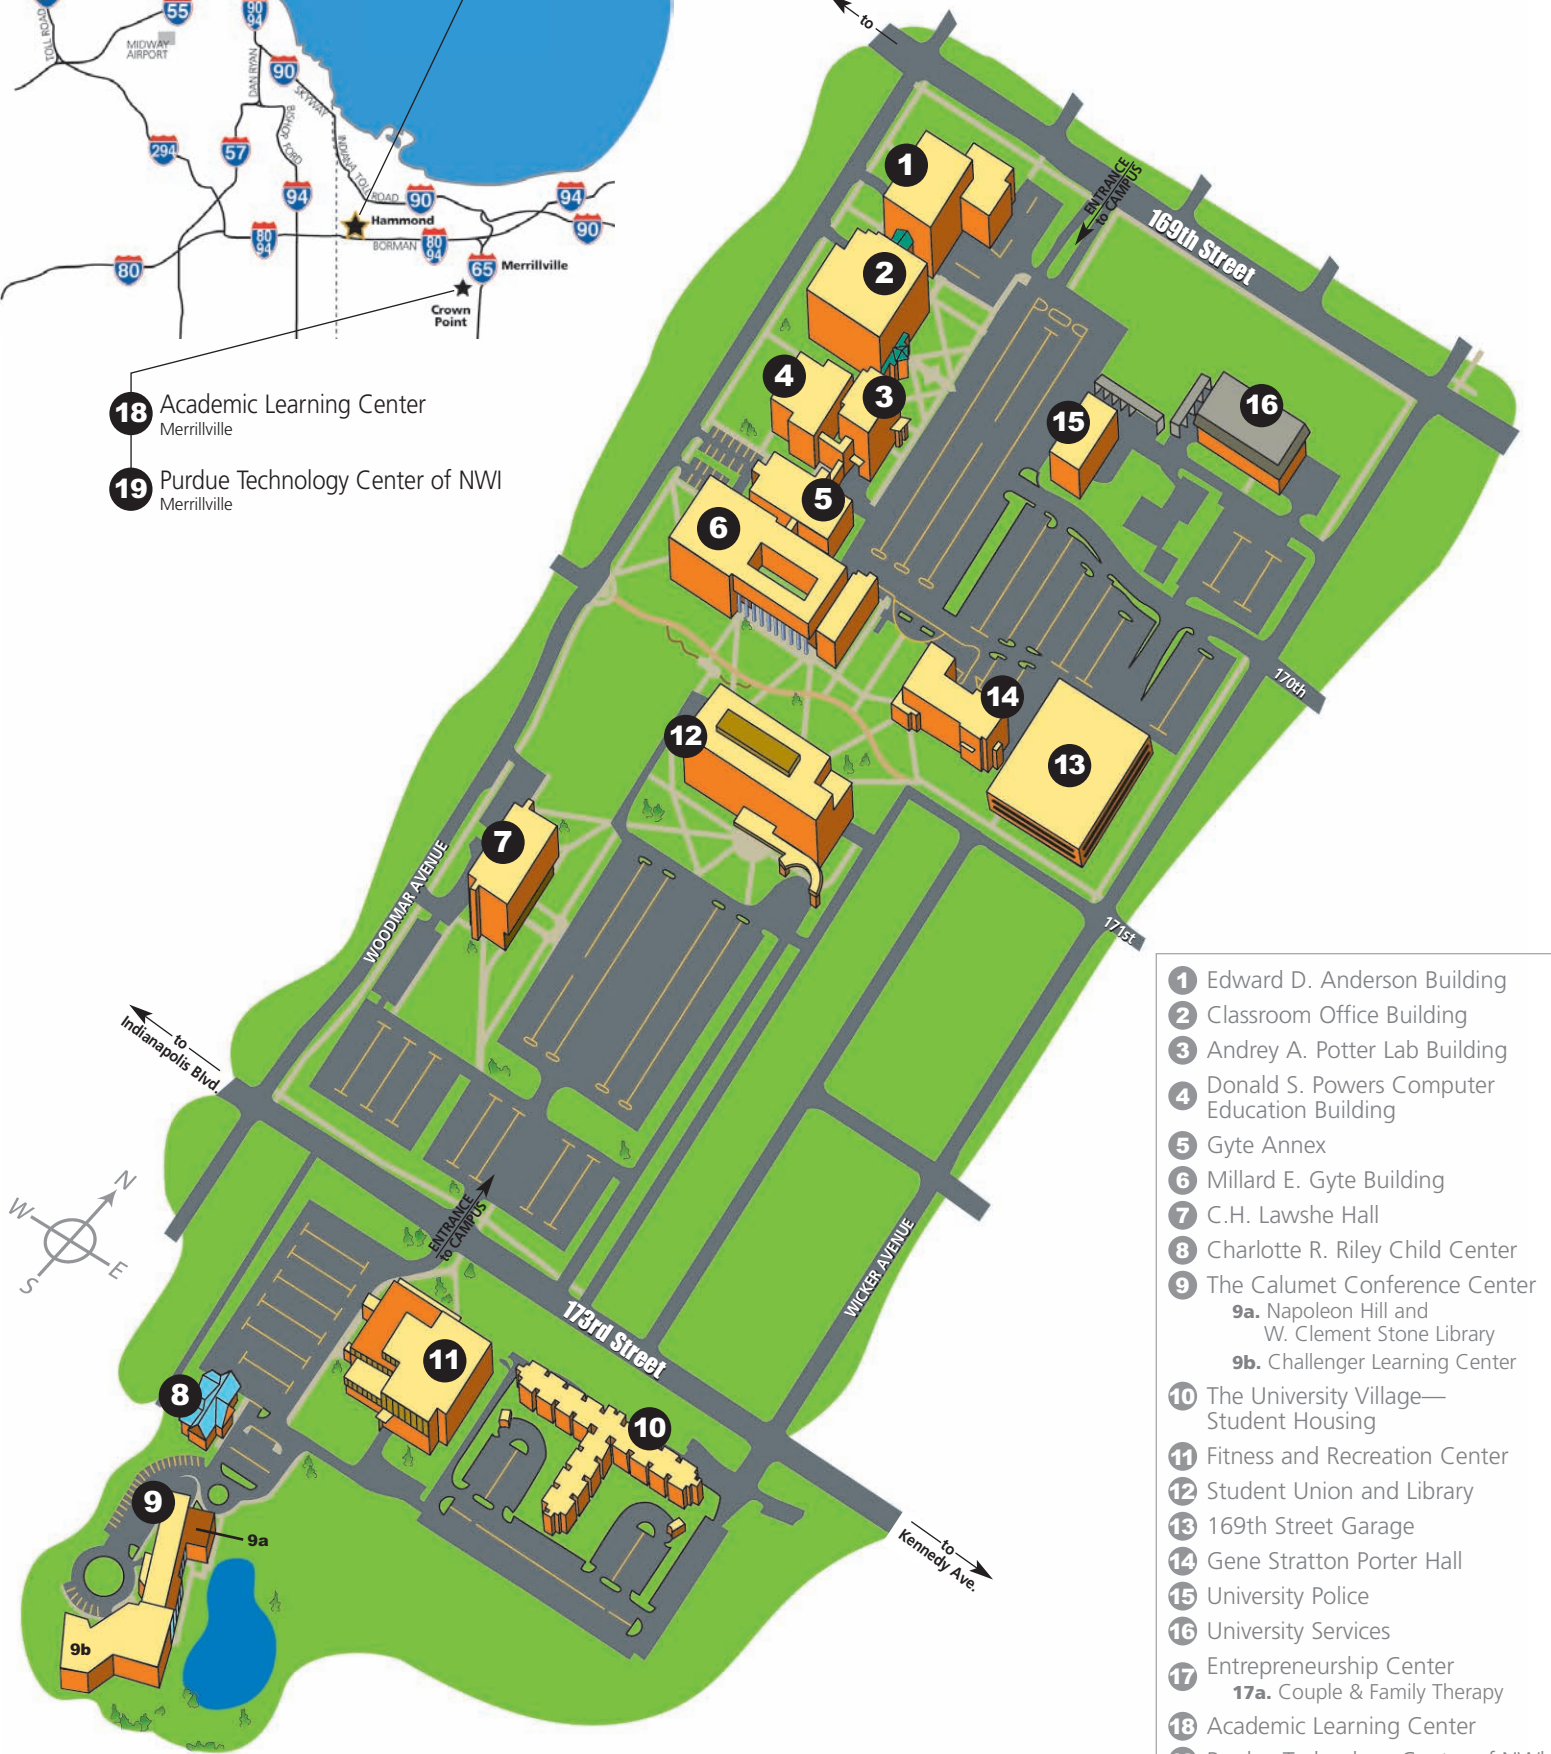 55
90
94
TOLL ROAD
MIDWAY
AIRPORT
DAN RYAN
90
SKYWAY
BISHOP FORD
294
57
INDIANA TOLL ROAD
94
90
94
Hammond
90
80
94
BORMAN
80
94
80
65
Merrillville
Crown
Point
18 Academic Learning Center
Merrillville
19 Purdue Technology Center of NWI
Merrillville
to
1
ENTRANCE
to CAMPUS
169th Street
2
4
3
15
16
5
6
14
170th
12
13
7
WOODMAR AVENUE
171st
to
Indianapolis Blvd.
N
W
E
S
ENTRANCE
to CAMPUS
WICKER AVENUE
173rd Street
11
8
10
9
9a
to
Kennedy Ave.
9b
1 Edward D. Anderson Building
2 Classroom Office Building
3 Andrey A. Potter Lab Building
4 Donald S. Powers Computer
Education Building
5 Gyte Annex
6 Millard E. Gyte Building
7 C.H. Lawshe Hall
8 Charlotte R. Riley Child Center
9 The Calumet Conference Center
9a. Napoleon Hill and
W. Clement Stone Library
9b. Challenger Learning Center
10 The University Village—
Student Housing
11 Fitness and Recreation Center
12 Student Union and Library
13 169th Street Garage
14 Gene Stratton Porter Hall
15 University Police
16 University Services
17 Entrepreneurship Center
17a. Couple & Family Therapy
18 Academic Learning Center
Purdue Technology Center of NWI